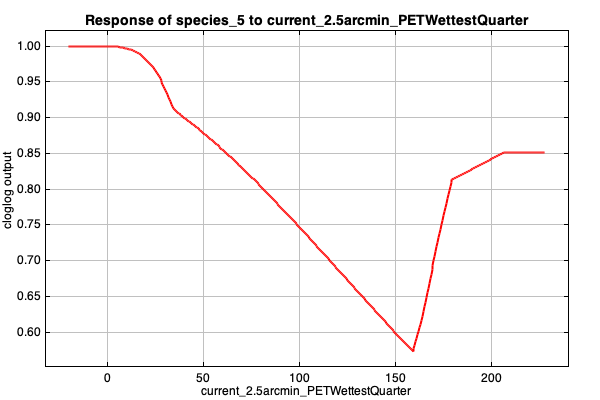 Response of species_5 to current_2.5arcmin_PETWettestQuarter
1.00
0.95
0.90
0.85
0.80
0.75
0.70
0.65
0.60
cloglog output
0 50 100 150 200
current_2.5arcmin_PETWettestQuarter